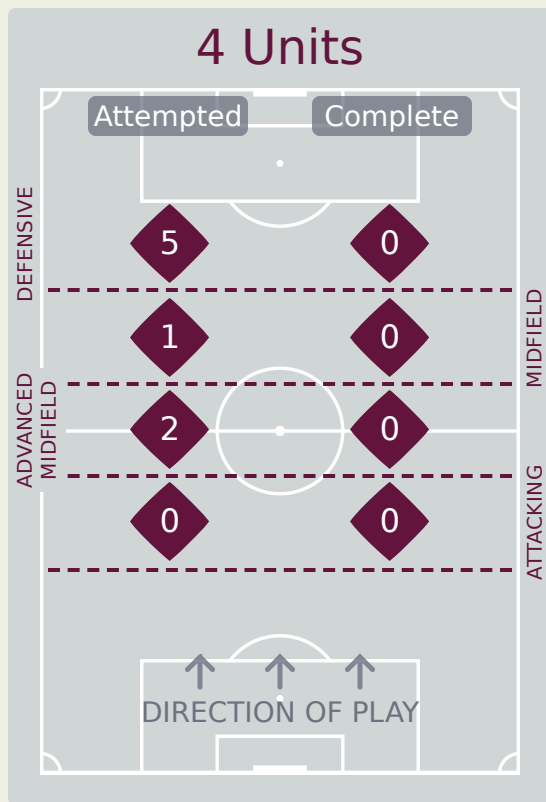 4 Units
Attempted
Complete
DEFENSIVE
5
0
MIDFIELD
1
0
ADVANCED
MIDFIELD
2
0
ATTACKING
0
0
DIRECTION OF PLAY